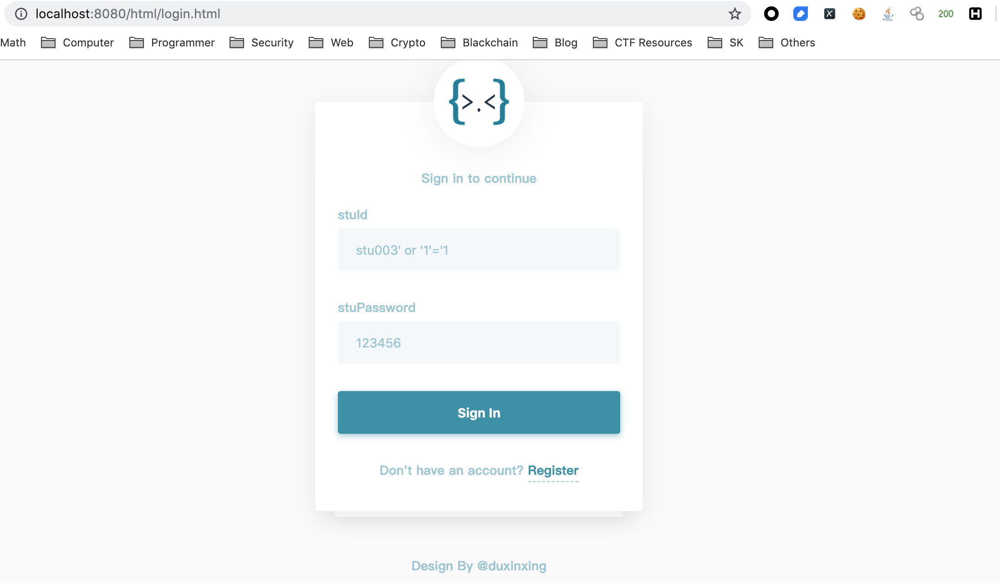 localhost:8080/html/login.html
200
Math Computer Programmer Security Web Crypto Blackchain Blog CTF Resources SK Others
{>.<}
Sign in to continue
stuId
stu003' or '1'='1
stuPassword
123456
Sign In
Don't have an account? Register
Design By @duxinxing